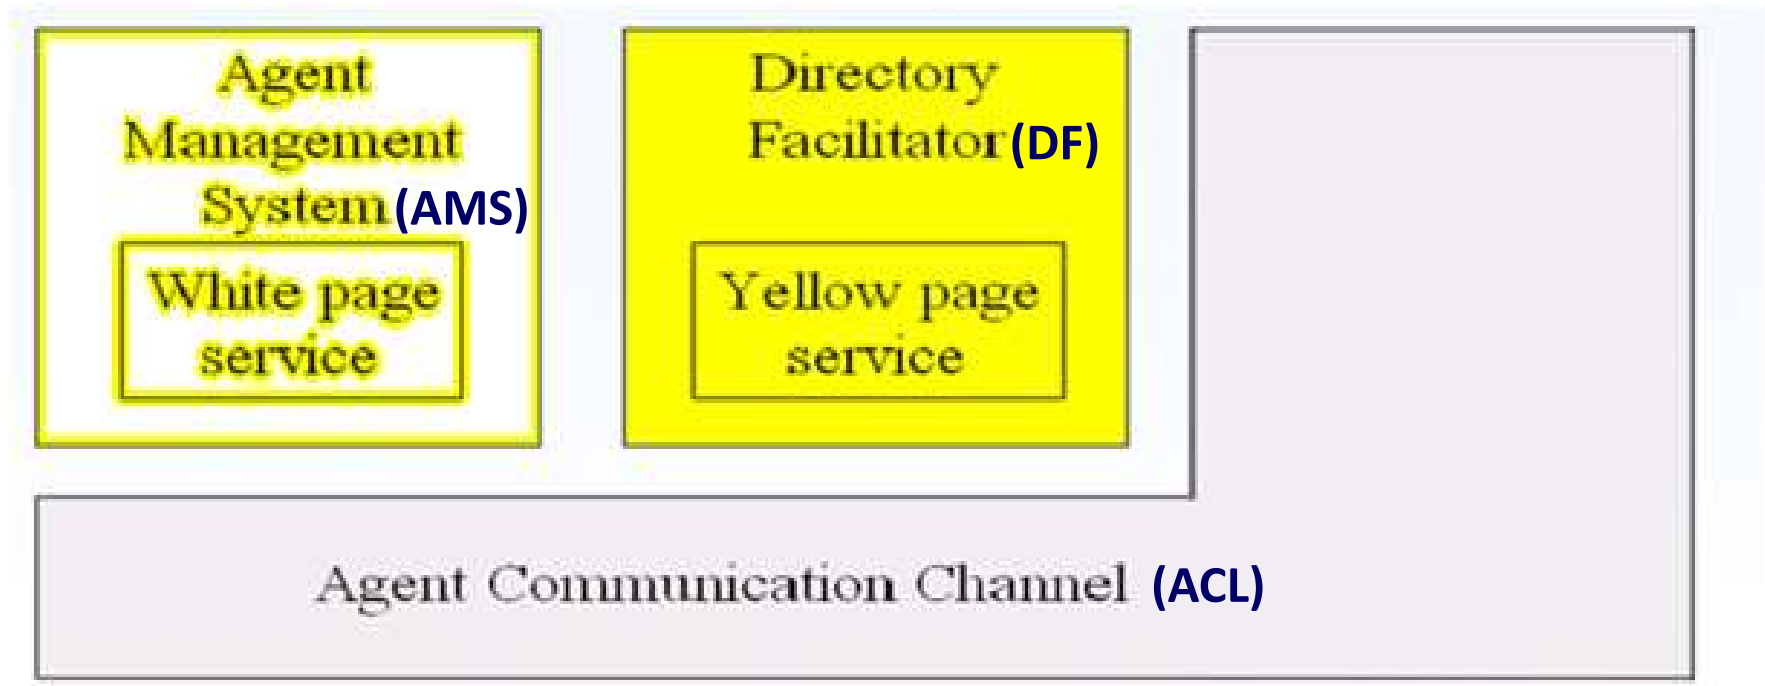 Agent
Management
System (AMS)
White page
service
Directory
Facilitator (DF)
Yellow page
service
Agent Communication Channel (ACL)